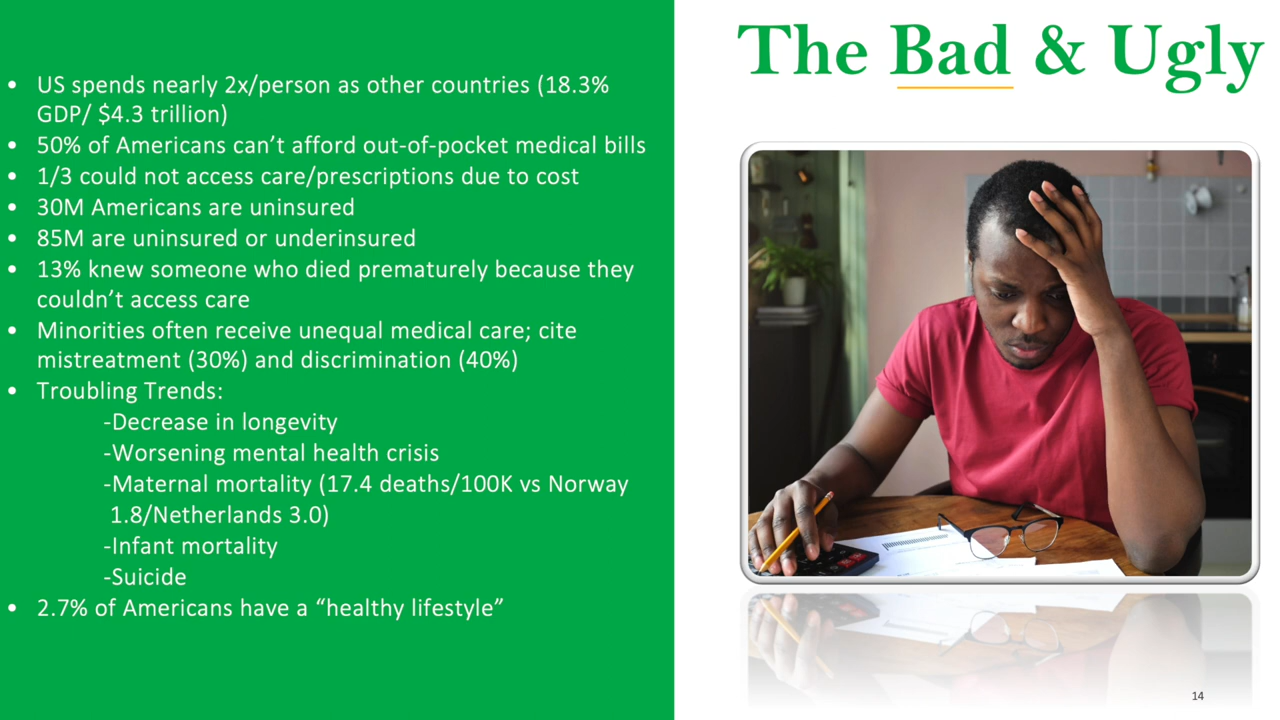 The Bad & Ugly
• US spends nearly 2x/person as other countries (18.3%
GDP/ $4.3 trillion)
• 50% of Americans can’t afford out-of-pocket medical bills
• 1/3 could not access care/prescriptions due to cost
• 30M Americans are uninsured
• 85M are uninsured or underinsured
• 13% knew someone who died prematurely because they
couldn’t access care
• Minorities often receive unequal medical care; cite
mistreatment (30%) and discrimination (40%)
• Troubling Trends:
-Decrease in longevity
-Worsening mental health crisis
-Maternal mortality (17.4 deaths/100K vs Norway
1.8/Netherlands 3.0)
-Infant mortality
-Suicide
• 2.7% of Americans have a “healthy lifestyle”
14